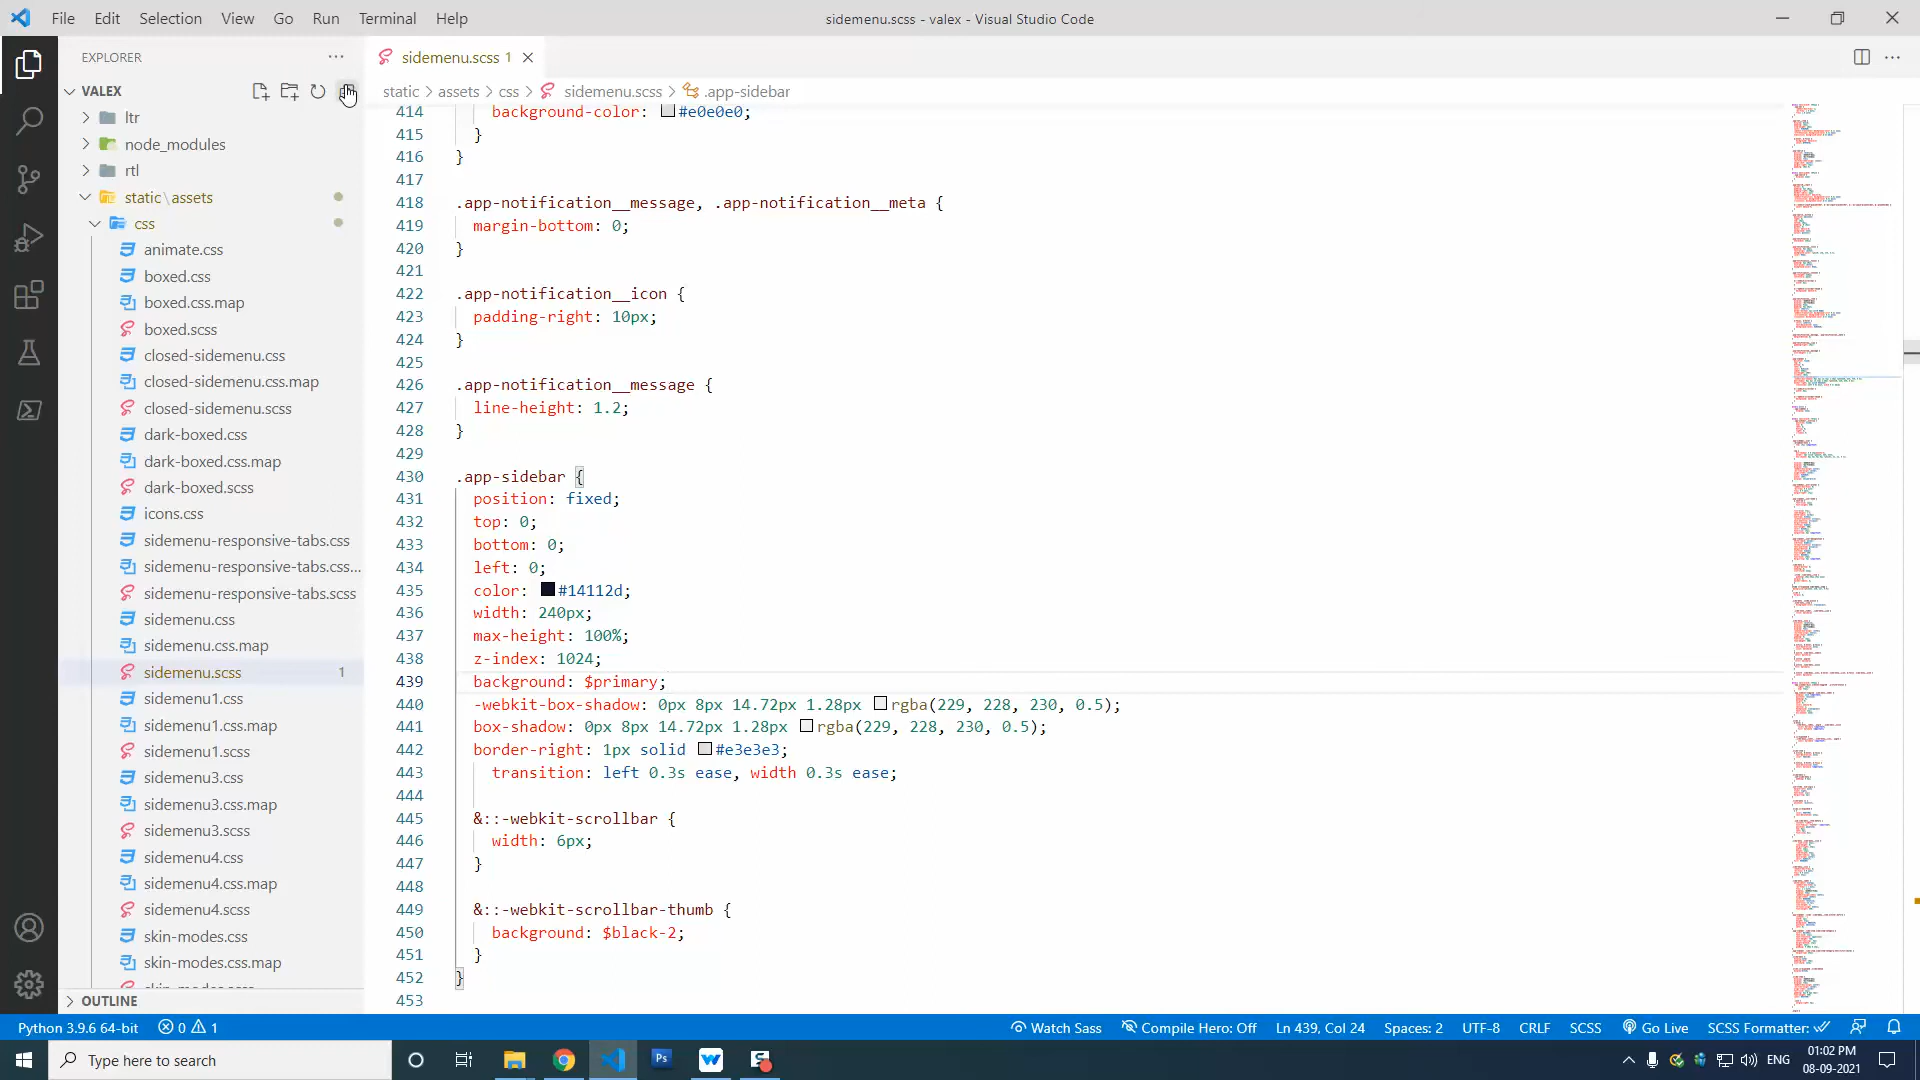 File Edit Selection View Go Run Terminal Help
sidemenu.scss - valex - Visual Studio Code
EXPLORER
VALEX
ltr
node_modules
rtl
static\assets
css
animate.css
boxed.css
boxed.css.map
boxed.scss
closed-sidemenu.css
closed-sidemenu.css.map
closed-sidemenu.scss
dark-boxed.css
dark-boxed.css.map
dark-boxed.scss
icons.css
sidemenu-responsive-tabs.css
sidemenu-responsive-tabs.css...
sidemenu-responsive-tabs.scss
sidemenu.css
sidemenu.css.map
sidemenu.scss 1
sidemenu1.css
sidemenu1.css.map
sidemenu1.scss
sidemenu3.css
sidemenu3.css.map
sidemenu3.scss
sidemenu4.css
sidemenu4.css.map
sidemenu4.scss
skin-modes.css
skin-modes.css.map
skin-modes.scss
OUTLINE
sidemenu.scss 1
static > assets > css > sidemenu.scss > .app-sidebar
414 background-color: #e0e0e0;
415 }
416 }
417
418 .app-notification__message, .app-notification__meta {
419 margin-bottom: 0;
420 }
421
422 .app-notification__icon {
423 padding-right: 10px;
424 }
425
426 .app-notification__message {
427 line-height: 1.2;
428 }
429
430 .app-sidebar {
431 position: fixed;
432 top: 0;
433 bottom: 0;
434 left: 0;
435 color: #14112d;
436 width: 240px;
437 max-height: 100%;
438 z-index: 1024;
439 background: $primary;
440 -webkit-box-shadow: 0px 8px 14.72px 1.28px rgba(229, 228, 230, 0.5);
441 box-shadow: 0px 8px 14.72px 1.28px rgba(229, 228, 230, 0.5);
442 border-right: 1px solid #e3e3e3;
443 transition: left 0.3s ease, width 0.3s ease;
444
445 &::-webkit-scrollbar {
446 width: 6px;
447 }
448
449 &::-webkit-scrollbar-thumb {
450 background: $black-2;
451 }
452 }
453
Python 3.9.6 64-bit 0 1 Watch Sass Compile Hero: Off Ln 439, Col 24 Spaces: 2 UTF-8 CRLF SCSS Go Live SCSS Formatter:
Type here to search
Ps
ENG
01:02 PM
08-09-2021